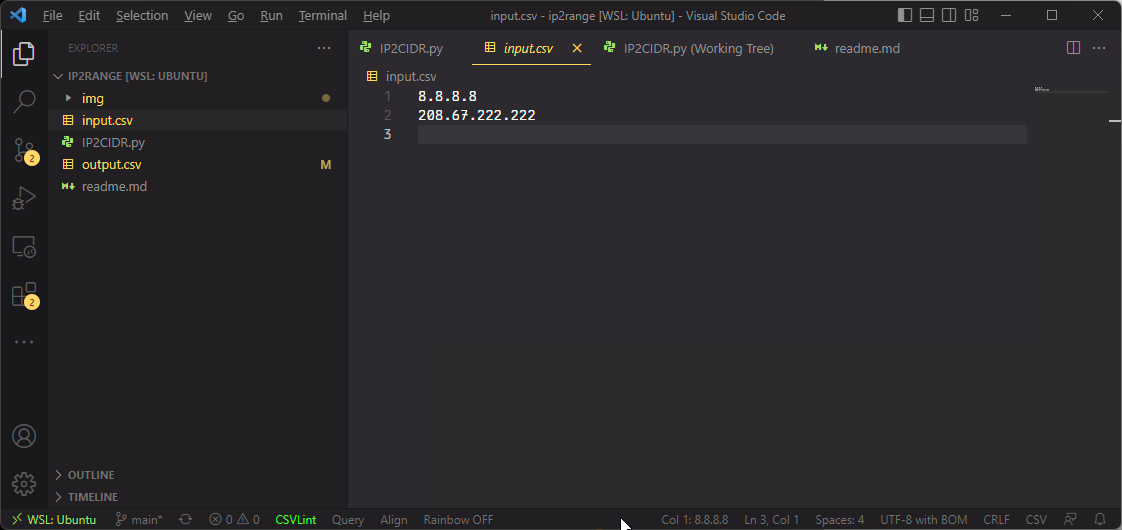 File Edit Selection View Go Run Terminal Help input.csv - ip2range [WSL: Ubuntu] - Visual Studio Code
EXPLORER
IP2RANGE [WSL: UBUNTU]
img
input.csv
IP2CIDR.py
output.csv M
readme.md
OUTLINE
TIMELINE
2
2
IP2CIDR.py input.csv IP2CIDR.py (Working Tree) readme.md
input.csv
1 8.8.8.8
2 208.67.222.222
3
WSL: Ubuntu main* 0 0 CSVLint Query Align Rainbow OFF Col 1: 8.8.8.8 Ln 3, Col 1 Spaces: 4 UTF-8 with BOM CRLF CSV